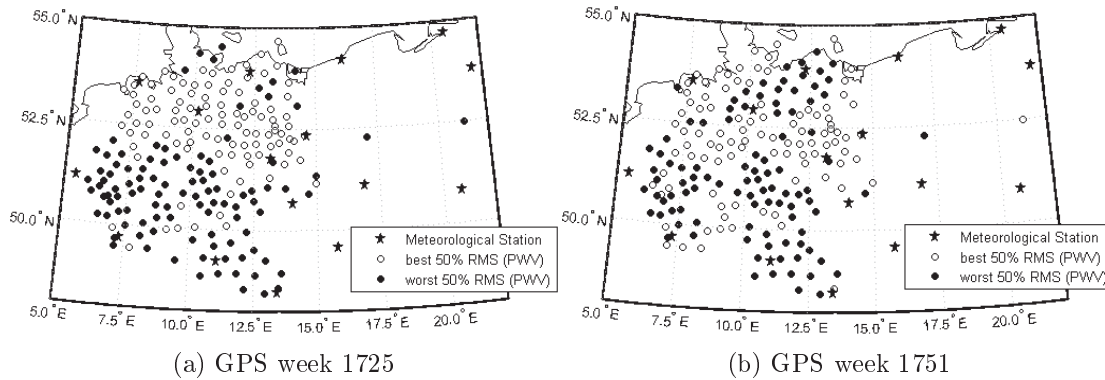 55.0° N
52.5° N
50.0° N
5.0° E
7.5° E
10.0° E
12.5° E
15.0° E
17.5° E
20.0° E
Meteorological Station
best 50% RMS (PWV)
worst 50% RMS (PWV)
(a) GPS week 1725
55.0° N
52.5° N
50.0° N
5.0° E
7.5° E
10.0° E
12.5° E
15.0° E
17.5° E
20.0° E
Meteorological Station
best 50% RMS (PWV)
worst 50% RMS (PWV)
(b) GPS week 1751